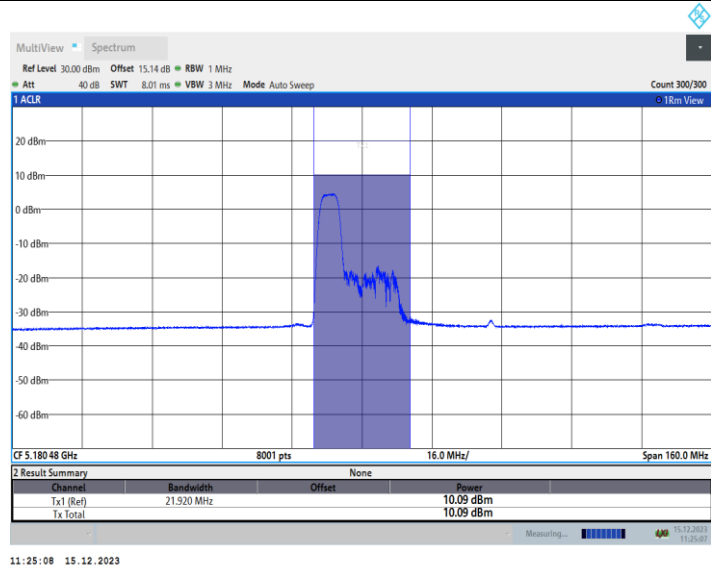 R S
MultiView Spectrum
Ref Level 30.00 dBm Offset 15.14 dB RBW 1 MHz
Att 40 dB SWT 8.01 ms VBW 3 MHz Mode Auto Sweep Count 300/300
1 ACLR 1Rm View
20 dBm
10 dBm
0 dBm
-10 dBm
-20 dBm
-30 dBm
-40 dBm
-50 dBm
-60 dBm
CF 5.180 48 GHz 8001 pts 16.0 MHz/ Span 160.0 MHz
2 Result Summary None
Channel Bandwidth Offset Power
Tx1 (Ref) 21.920 MHz 10.09 dBm
Tx Total 10.09 dBm
Measuring... 15.12.2023
11:25:07
11:25:08 15.12.2023